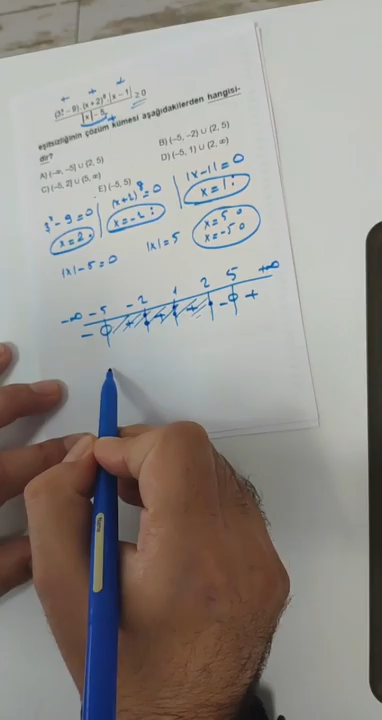 + + +
(3ˣ-9).(x+2)⁸.|x-1|
|x|-5 ≥0
+
eşitsizliğinin çözüm kümesi aşağıdakilerden hangisi-
dir?
A) (-∞, -5] ∪ (2, 5)
B) (-5, -2) ∪ (2, 5)
C) (-5, 2] ∪ (5, ∞)
D) (-5, 1) ∪ (2, ∞)
E) (-5, 5)
3ˣ-9=0
x=2.
(x+2)⁸=0
x=-2:
|x-1|=0
x=1:
|x|-5=0
|x|=5
x=5 o
x=-5 o
-∞ -5 -2 1 2 5 +∞
- + + + - +